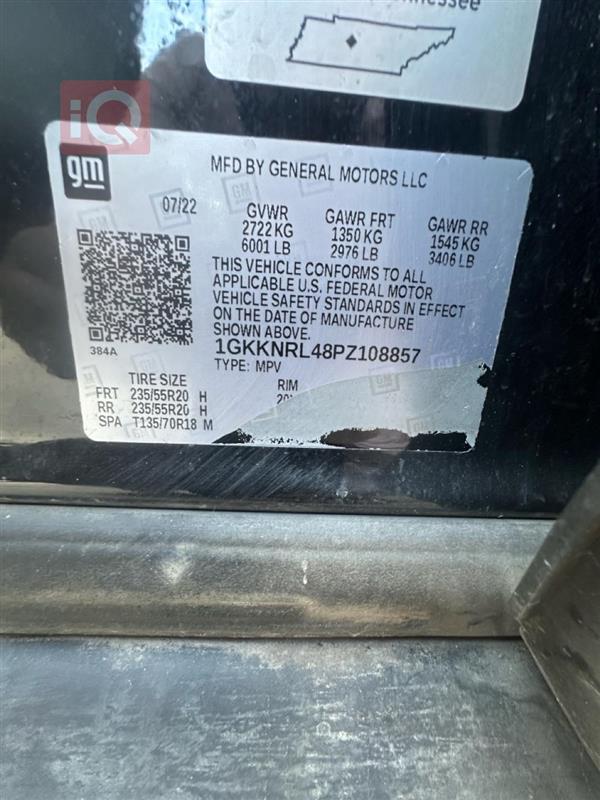 iQ
gm
MFD BY GENERAL MOTORS LLC
07/22
GVWR
2722 KG
6001 LB
GAWR FRT
1350 KG
2976 LB
GAWR RR
1545 KG
3406 LB
THIS VEHICLE CONFORMS TO ALL
APPLICABLE U.S. FEDERAL MOTOR
VEHICLE SAFETY STANDARDS IN EFFECT
ON THE DATE OF MANUFACTURE
SHOWN ABOVE.
384A
1GKKNRL48PZ108857
TYPE: MPV
TIRE SIZE
RIM
FRT 235/55R20 H
RR 235/55R20 H
SPA T135/70R18 M